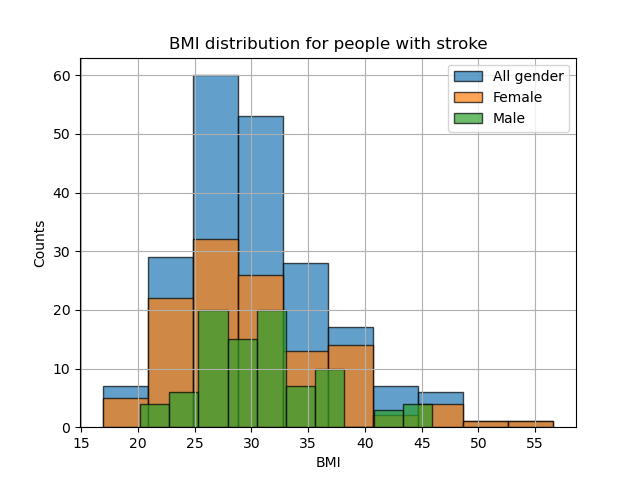 BMI distribution for people with stroke
All gender
Female
Male
60
50
40
30
20
10
0
Counts
15 20 25 30 35 40 45 50 55
BMI